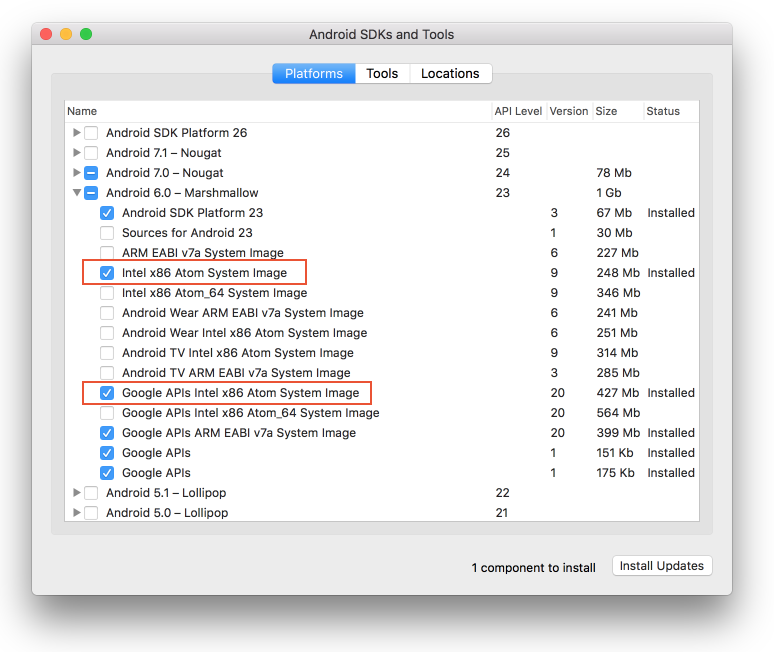 Android SDKs and Tools
Platforms Tools Locations
Name API Level Version Size Status
Android SDK Platform 26 26
Android 7.1 – Nougat 25
Android 7.0 – Nougat 24 78 Mb
Android 6.0 – Marshmallow 23 1 Gb
Android SDK Platform 23 3 67 Mb Installed
Sources for Android 23 1 30 Mb
ARM EABI v7a System Image 6 227 Mb
Intel x86 Atom System Image 9 248 Mb Installed
Intel x86 Atom_64 System Image 9 346 Mb
Android Wear ARM EABI v7a System Image 6 241 Mb
Android Wear Intel x86 Atom System Image 6 251 Mb
Android TV Intel x86 Atom System Image 9 314 Mb
Android TV ARM EABI v7a System Image 3 285 Mb
Google APIs Intel x86 Atom System Image 20 427 Mb Installed
Google APIs Intel x86 Atom_64 System Image 20 564 Mb
Google APIs ARM EABI v7a System Image 20 399 Mb Installed
Google APIs 1 151 Kb Installed
Google APIs 1 175 Kb Installed
Android 5.1 – Lollipop 22
Android 5.0 – Lollipop 21
1 component to install Install Updates